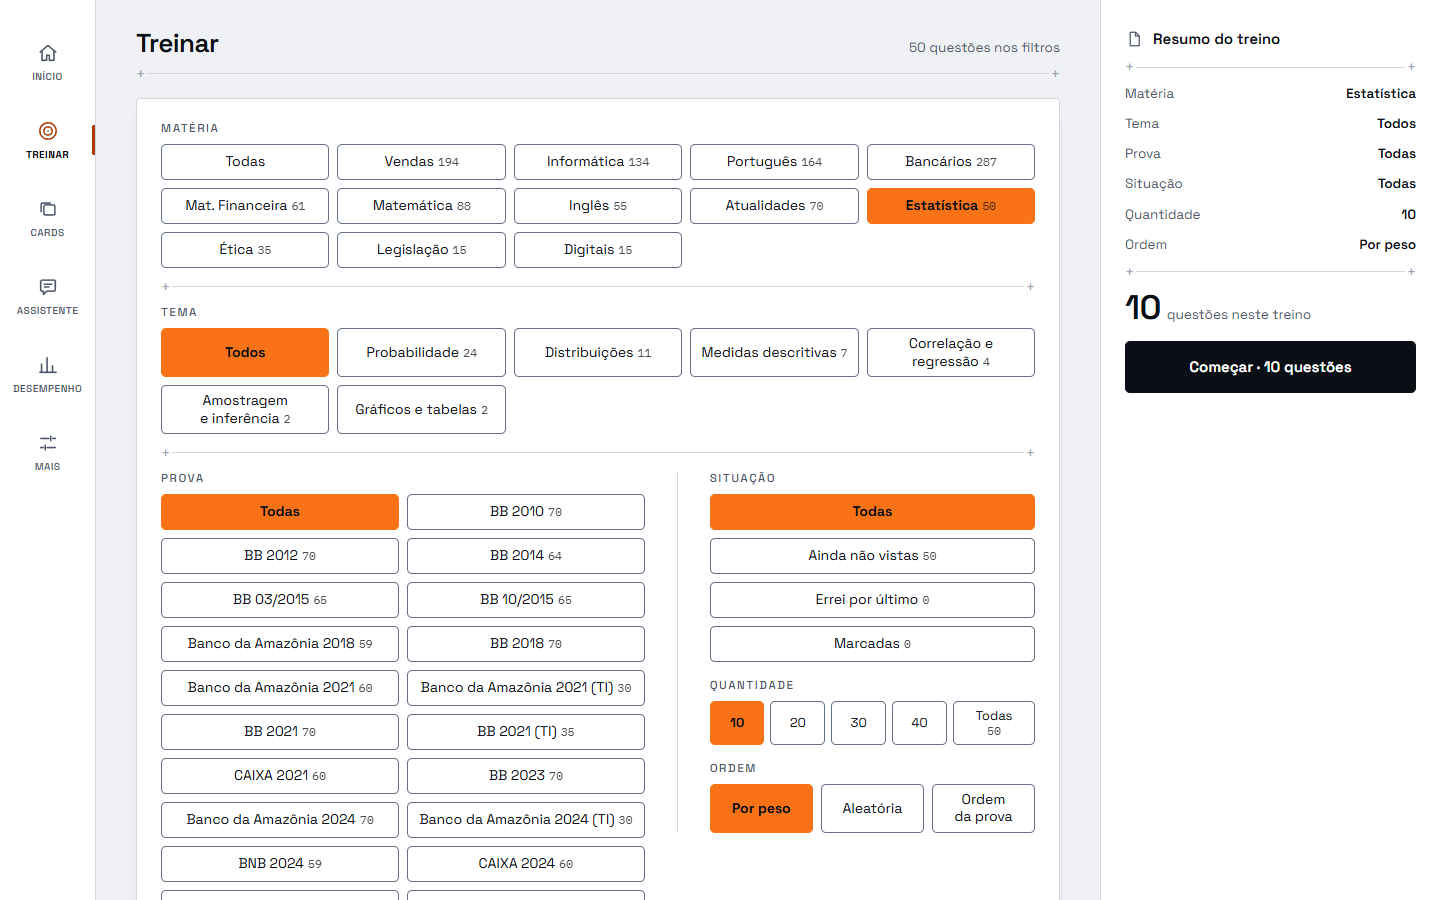 INÍCIO
TREINAR
CARDS
ASSISTENTE
DESEMPENHO
MAIS
Treinar
50 questões nos filtros
MATÉRIA
Todas
Vendas 194
Informática 134
Português 164
Bancários 287
Mat. Financeira 61
Matemática 88
Inglês 55
Atualidades 70
Estatística 50
Ética 35
Legislação 15
Digitais 15
TEMA
Todos
Probabilidade 24
Distribuições 11
Medidas descritivas 7
Correlação e
regressão 4
Amostragem
e inferência 2
Gráficos e tabelas 2
PROVA
Todas
BB 2010 70
BB 2012 70
BB 2014 64
BB 03/2015 65
BB 10/2015 65
Banco da Amazônia 2018 59
BB 2018 70
Banco da Amazônia 2021 60
Banco da Amazônia 2021 (TI) 30
BB 2021 70
BB 2021 (TI) 35
CAIXA 2021 60
BB 2023 70
Banco da Amazônia 2024 70
Banco da Amazônia 2024 (TI) 30
BNB 2024 59
CAIXA 2024 60
SITUAÇÃO
Todas
Ainda não vistas 50
Errei por último 0
Marcadas 0
QUANTIDADE
10
20
30
40
Todas
50
ORDEM
Por peso
Aleatória
Ordem
da prova
Resumo do treino
Matéria Estatística
Tema Todos
Prova Todas
Situação Todas
Quantidade 10
Ordem Por peso
10 questões neste treino
Começar · 10 questões